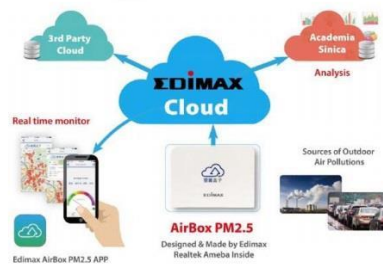 3rd Party
Cloud
EDIMAX
Cloud
Academia
Sinica
Analysis
Real time monitor
EDIMAX
AirBox PM2.5
Designed & Made by Edimax
Realtek Ameba Inside
Sources of Outdoor
Air Pollutions
Edimax AirBox PM2.5 APP